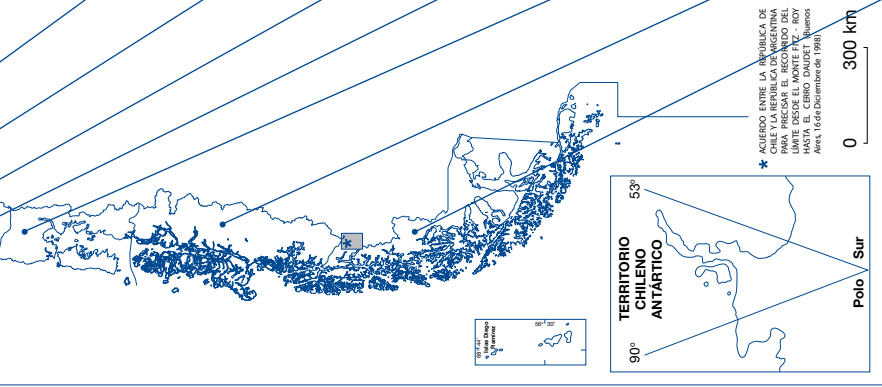 * ACUERDO ENTRE LA REPÚBLICA DE
CHILE Y LA REPÚBLICA DE ARGENTINA
PARA PRECISAR EL RECORRIDO DEL
LÍMITE DESDE EL MONTE FITZ - ROY
HASTA EL CERRO DAUDET (Buenos
Aires, 16 de Diciembre de 1998)
0 300 km
*
68° 44'
Islas Diego
Ramírez
56° 30'
TERRITORIO
CHILENO
ANTÁRTICO
90° 53°
Polo Sur